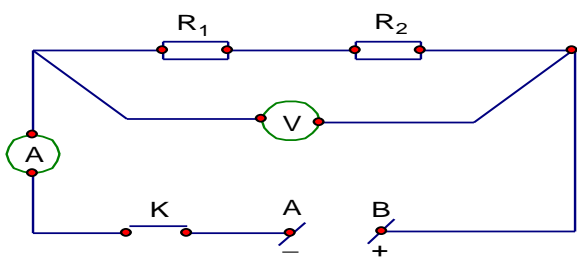 R₁ R₂
V
A
K A B
– +